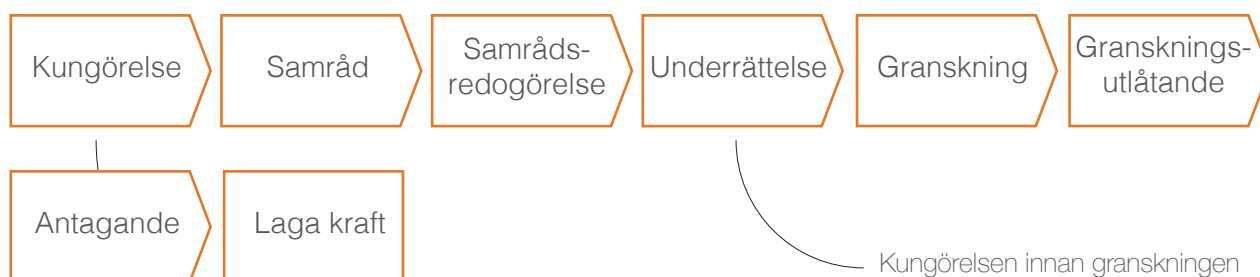 Kungörelse
Samråd
Samråds-
redogörelse
Underrättelse
Granskning
Gransknings-
utlåtande
Antagande
Laga kraft
Kungörelsen innan granskningen